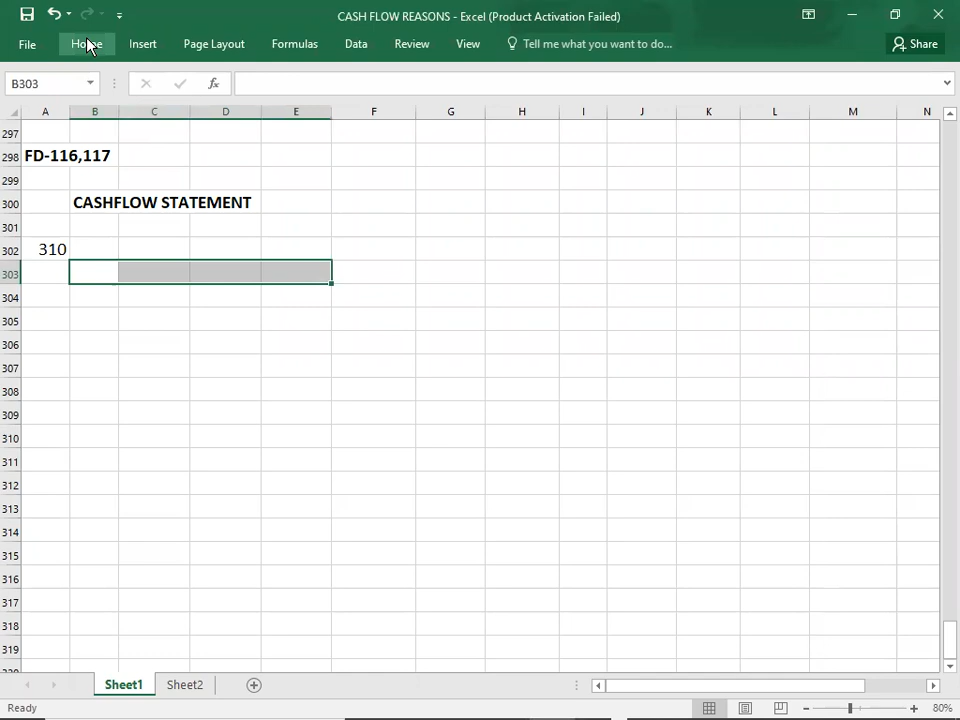 CASH FLOW REASONS - Excel (Product Activation Failed)
File Home Insert Page Layout Formulas Data Review View Tell me what you want to do... Share
B303 fx
A B C D E F G H I J K L M N
297
298 FD-116,117
299
300 CASHFLOW STATEMENT
301
302 310
303
304
305
306
307
308
309
310
311
312
313
314
315
316
317
318
319
Sheet1 Sheet2
Ready 80%